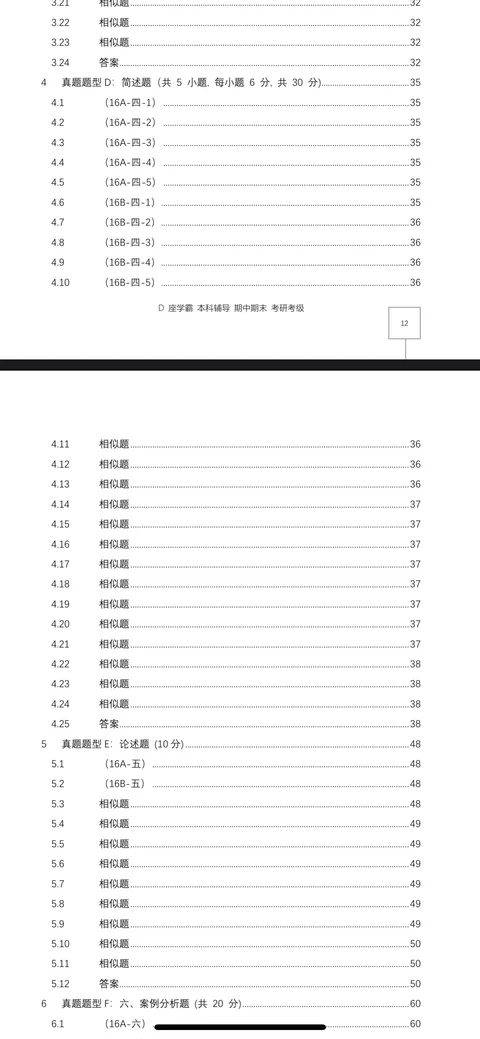 3.21 相似题 32
3.22 相似题 32
3.23 相似题 32
3.24 答案 32
4 真题题型 D：简述题（共 5 小题, 每小题 6 分, 共 30 分) 35
4.1 （16A-四-1） 35
4.2 （16A-四-2） 35
4.3 （16A-四-3） 35
4.4 （16A-四-4） 35
4.5 （16A-四-5） 35
4.6 （16B-四-1） 35
4.7 （16B-四-2） 36
4.8 （16B-四-3） 36
4.9 （16B-四-4） 36
4.10 （16B-四-5） 36
D 座学霸 本科辅导 期中期末 考研考级
12
4.11 相似题 36
4.12 相似题 36
4.13 相似题 36
4.14 相似题 37
4.15 相似题 37
4.16 相似题 37
4.17 相似题 37
4.18 相似题 37
4.19 相似题 37
4.20 相似题 37
4.21 相似题 37
4.22 相似题 38
4.23 相似题 38
4.24 相似题 38
4.25 答案 38
5 真题题型 E：论述题 (10 分) 48
5.1 （16A-五） 48
5.2 （16B-五） 48
5.3 相似题 48
5.4 相似题 49
5.5 相似题 49
5.6 相似题 49
5.7 相似题 49
5.8 相似题 49
5.9 相似题 49
5.10 相似题 50
5.11 相似题 50
5.12 答案 50
6 真题题型 F：六、案例分析题 (共 20 分) 60
6.1 （16A-六） 60